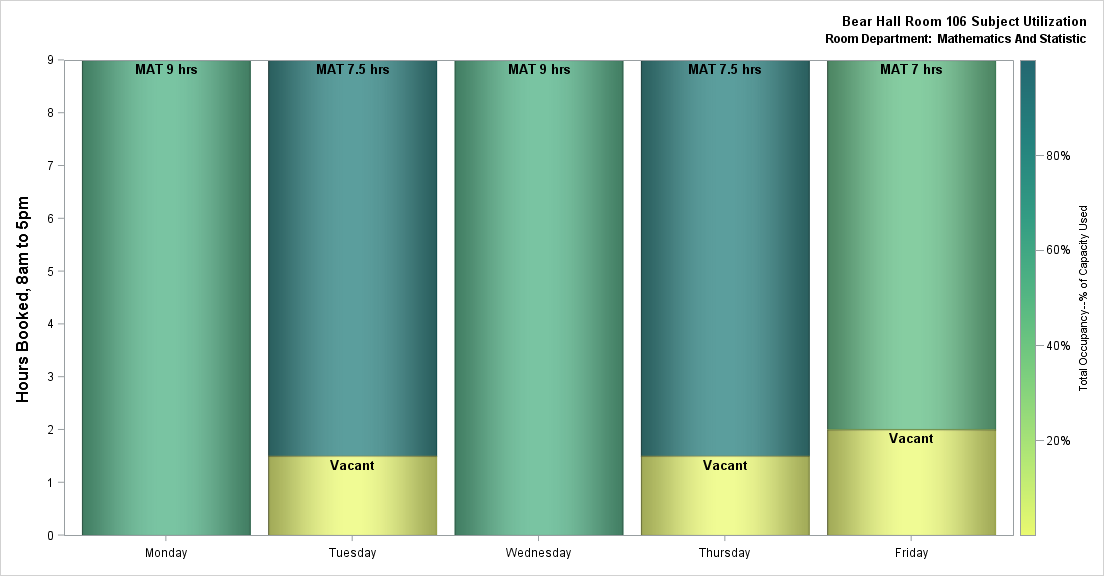 Bear Hall Room 106 Subject Utilization
Room Department: Mathematics And Statistic
Hours Booked, 8am to 5pm
9
8
7
6
5
4
3
2
1
0
MAT 9 hrs
MAT 7.5 hrs
MAT 9 hrs
MAT 7.5 hrs
MAT 7 hrs
Vacant
Vacant
Vacant
Monday
Tuesday
Wednesday
Thursday
Friday
80%
60%
40%
20%
Total Occupancy--% of Capacity Used